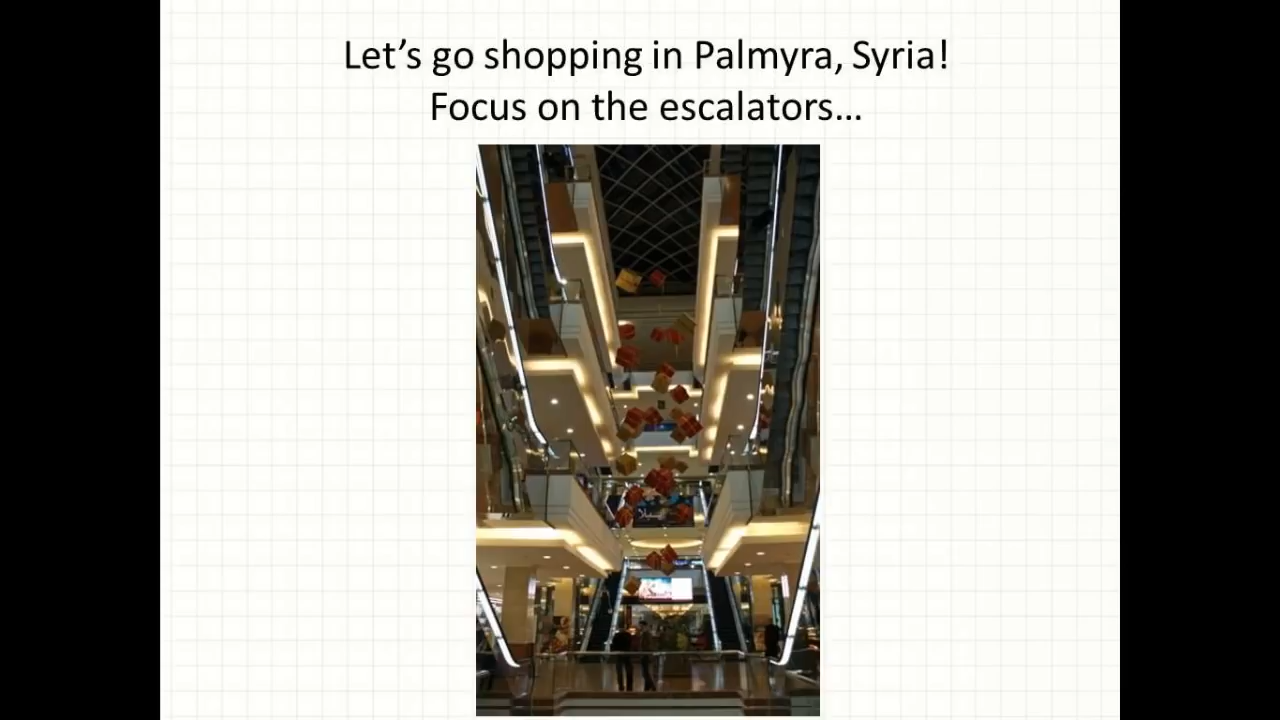 Let’s go shopping in Palmyra, Syria!
Focus on the escalators…